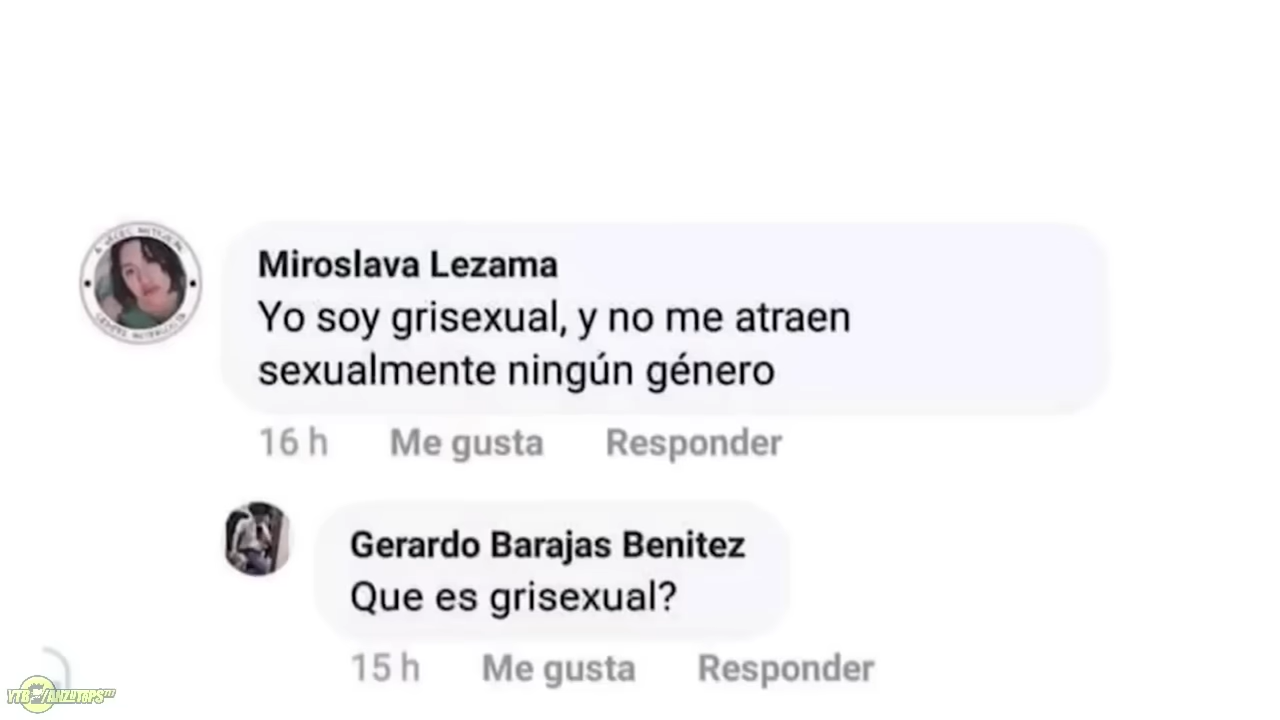 Miroslava Lezama
Yo soy grisexual, y no me atraen
sexualmente ningún género
16 h Me gusta Responder
Gerardo Barajas Benitez
Que es grisexual?
15 h Me gusta Responder